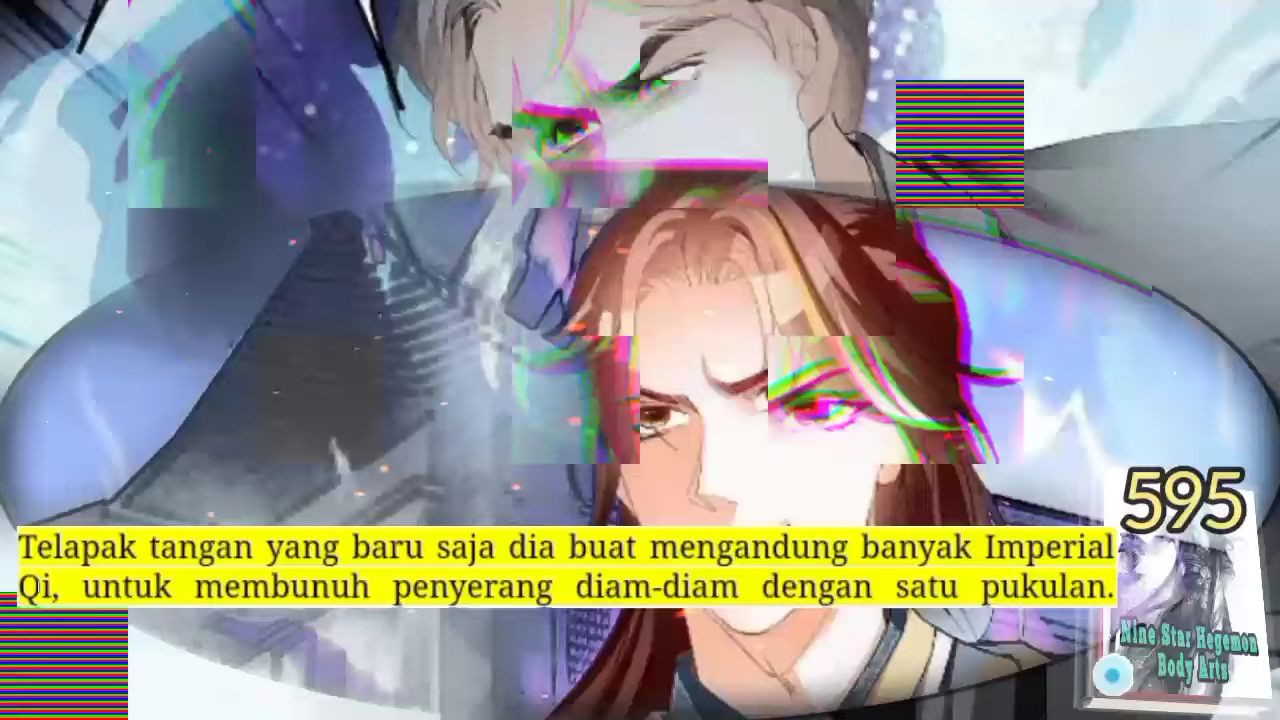 595
Telapak tangan yang baru saja dia buat mengandung banyak Imperial
Qi, untuk membunuh penyerang diam-diam dengan satu pukulan.
Nine Star Hegemon
Body Arts